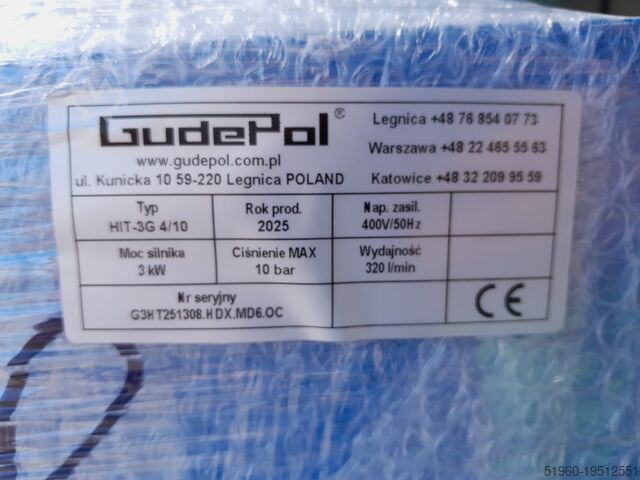 GudePol®
www.gudepol.com.pl
ul. Kunicka 10 59-220 Legnica POLAND
Legnica +48 76 854 07 73
Warszawa +48 22 465 55 63
Katowice +48 32 209 95 59
Typ
HIT-3G 4/10
Rok prod.
2025
Nap. zasil.
400V/50Hz
Moc silnika
3 kW
Ciśnienie MAX
10 bar
Wydajność
320 l/min
Nr seryjny
G3HT251308.HDX.MD6.OC
CE
51960-19512551